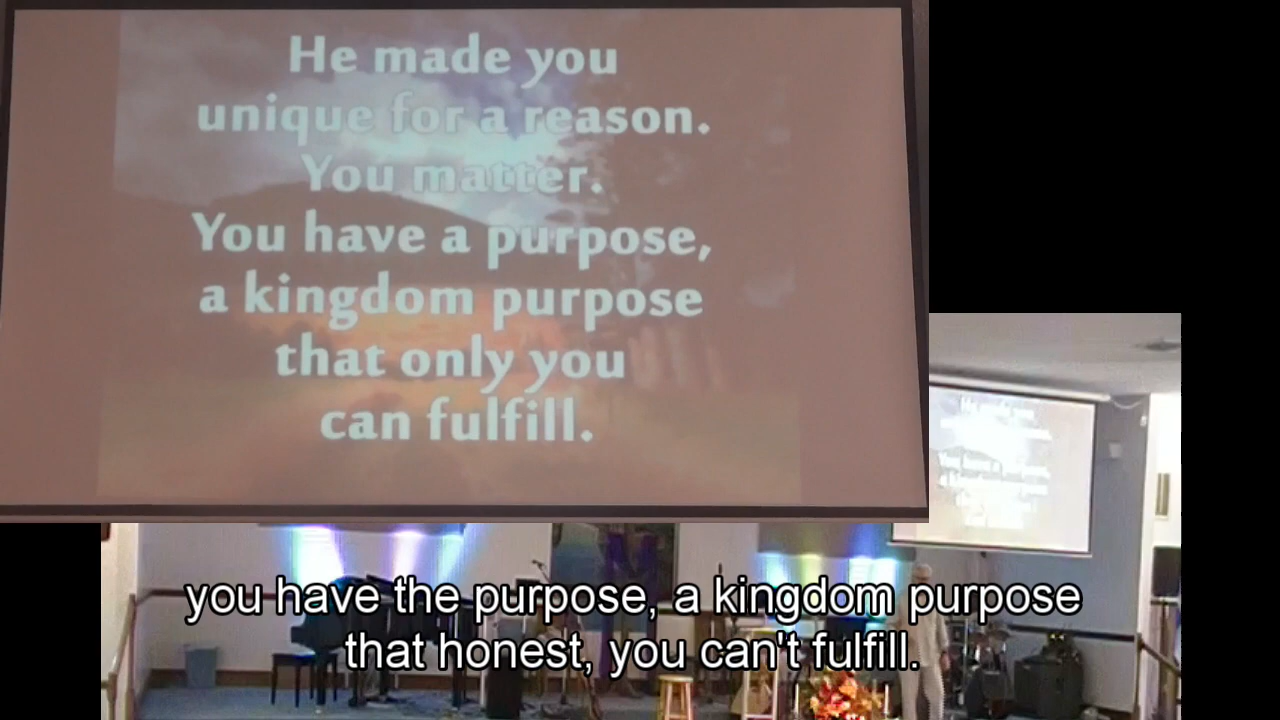 He made you
unique for a reason.
You matter.
You have a purpose,
a kingdom purpose
that only you
can fulfill.
you have the purpose, a kingdom purpose
that honest, you can't fulfill.